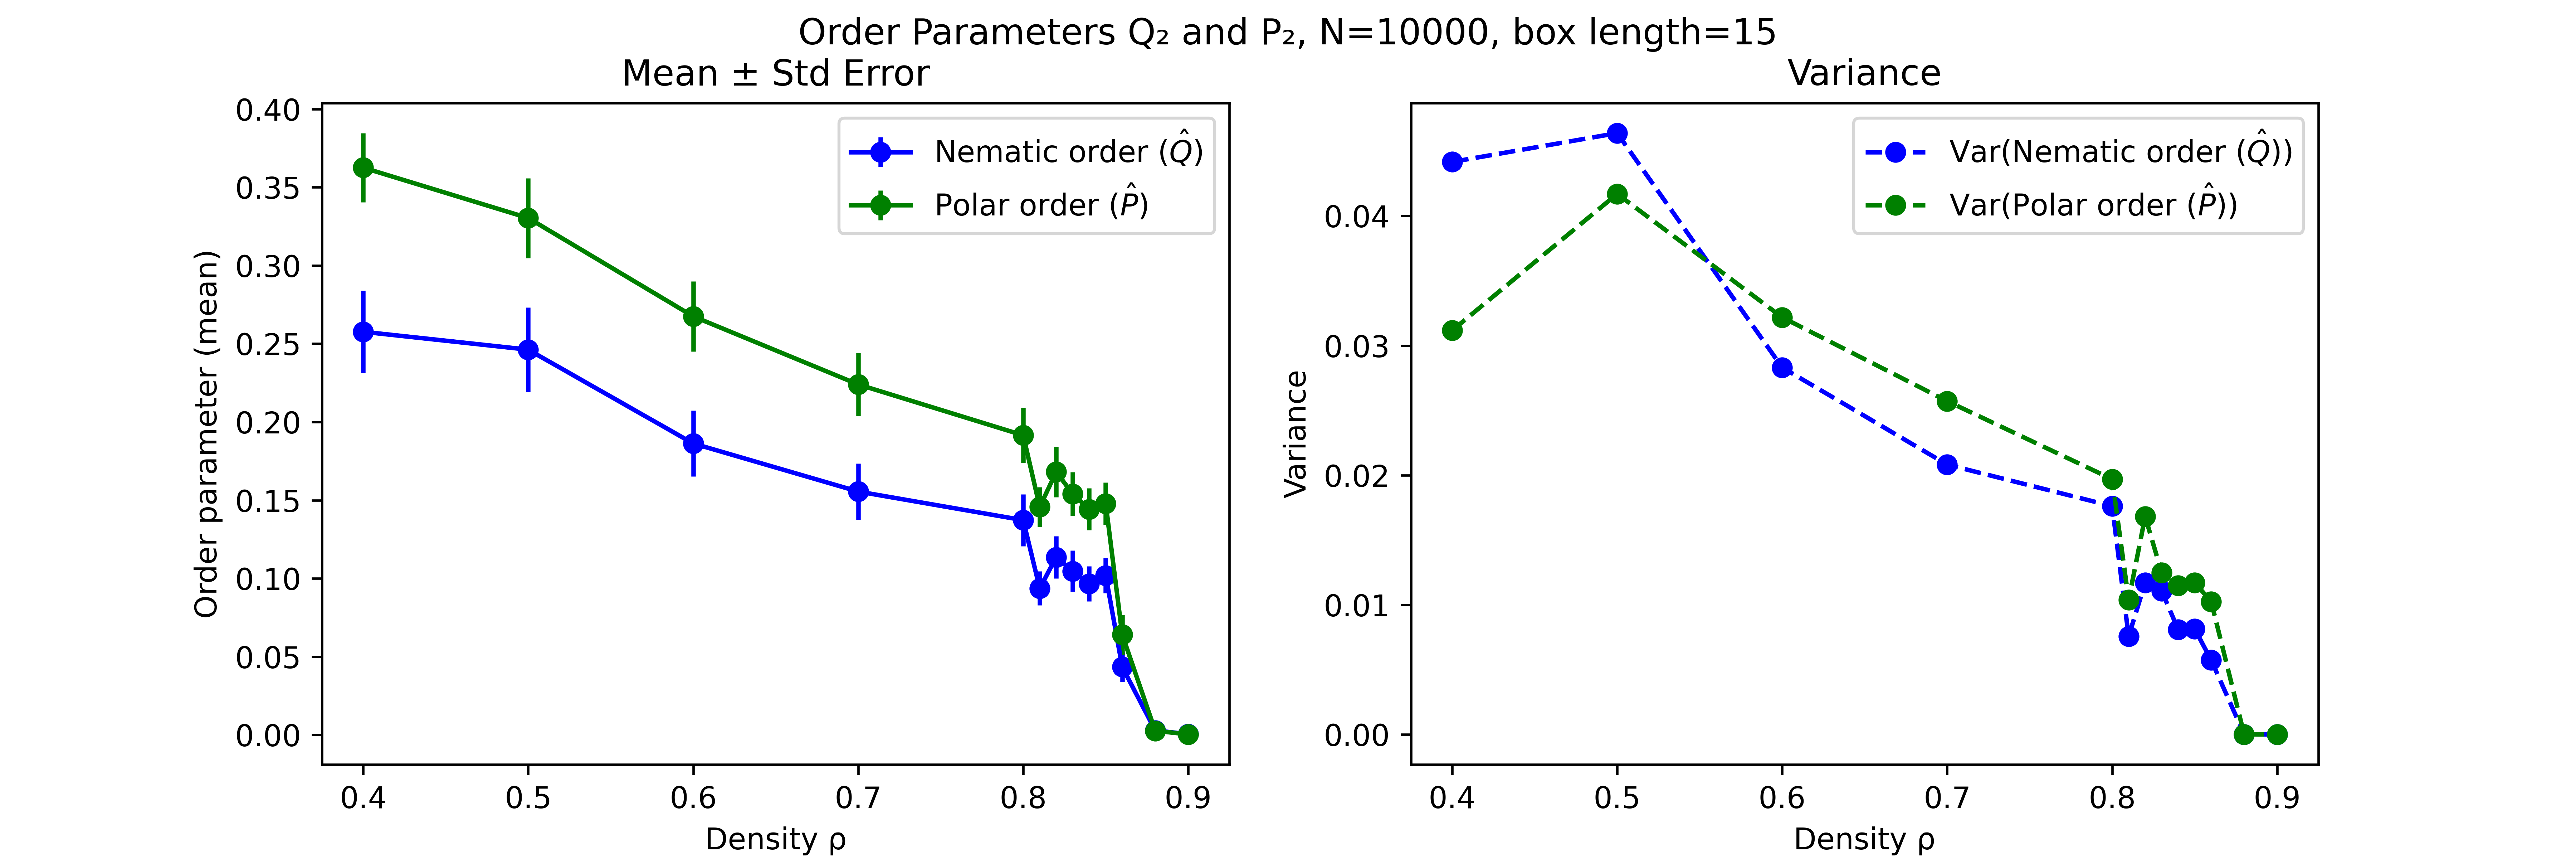 Order Parameters Q₂ and P₂, N=10000, box length=15
Mean ± Std Error
0.40
0.35
0.30
0.25
0.20
0.15
0.10
0.05
0.00
Order parameter (mean)
Nematic order (Q̂)
Polar order (P̂)
0.4 0.5 0.6 0.7 0.8 0.9
Density ρ
Variance
0.04
0.03
0.02
0.01
0.00
Variance
Var(Nematic order (Q̂))
Var(Polar order (P̂))
0.4 0.5 0.6 0.7 0.8 0.9
Density ρ